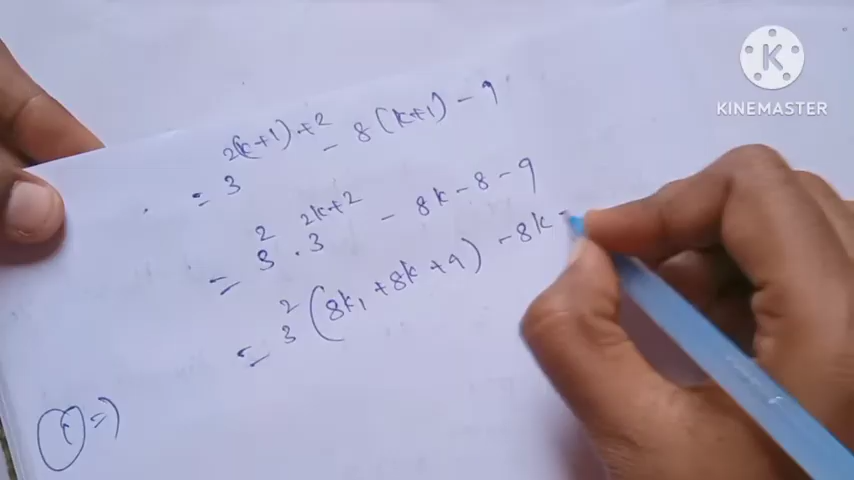 = 3^{2(k+1)+2} - 8(k+1) - 9
= 3^2 . 3^{2k+2} - 8k - 8 - 9
= 3^2 (8k_1 + 8k + 9) - 8k -
(1) =)
KINEMASTER